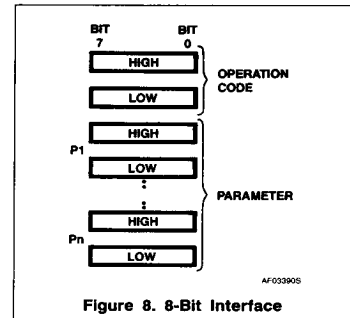 BIT BIT
7 0
HIGH
LOW
OPERATION
CODE
HIGH
P1
LOW
PARAMETER
HIGH
Pn
LOW
AF03390S
Figure 8. 8-Bit Interface